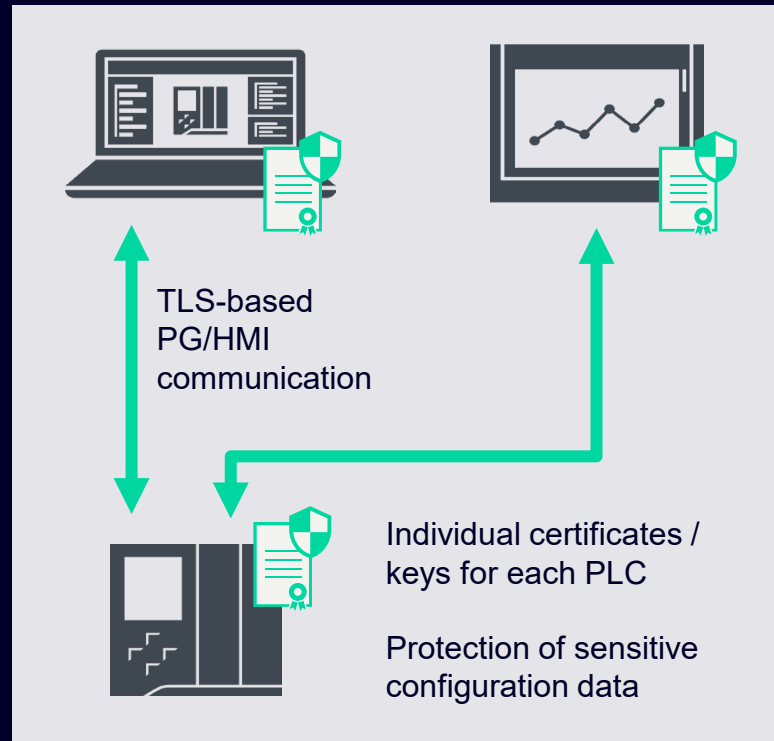 TLS-based
PG/HMI
communication
Individual certificates /
keys for each PLC
Protection of sensitive
configuration data